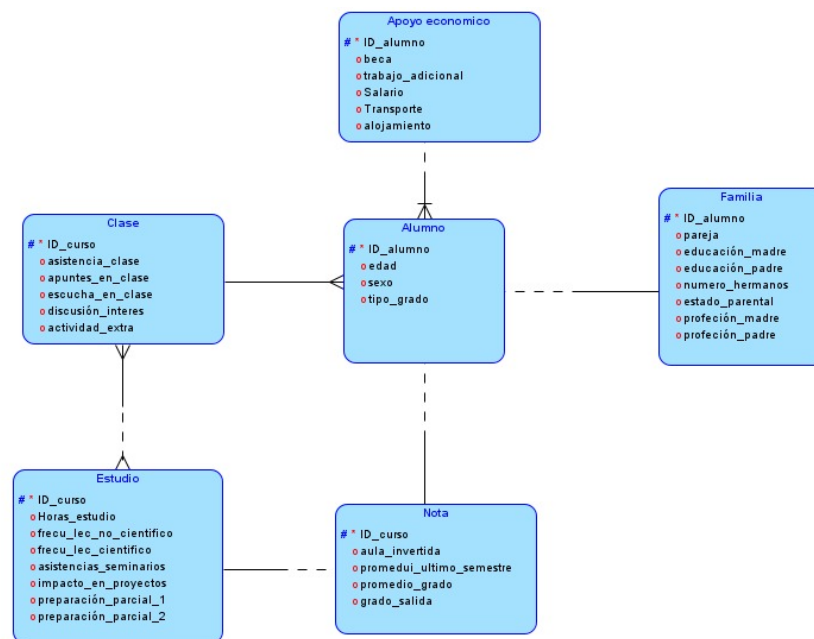 Apoyo economico
# * ID_alumno
o beca
o trabajo_adicional
o Salario
o Transporte
o alojamiento
Clase
# * ID_curso
o asistencia_clase
o apuntes_en_clase
o escucha_en_clase
o discusión_interes
o actividad_extra
Alumno
# * ID_alumno
o edad
o sexo
o tipo_grado
Familia
# * ID_alumno
o pareja
o educación_madre
o educación_padre
o numero_hermanos
o estado_parental
o profeción_madre
o profeción_padre
Estudio
# * ID_curso
o Horas_estudio
o frecu_lec_no_cientifico
o frecu_lec_cientifico
o asistencias_seminarios
o impacto_en_proyectos
o preparación_parcial_1
o preparación_parcial_2
Nota
# * ID_curso
o aula_invertida
o promedui_ultimo_semestre
o promedio_grado
o grado_salida